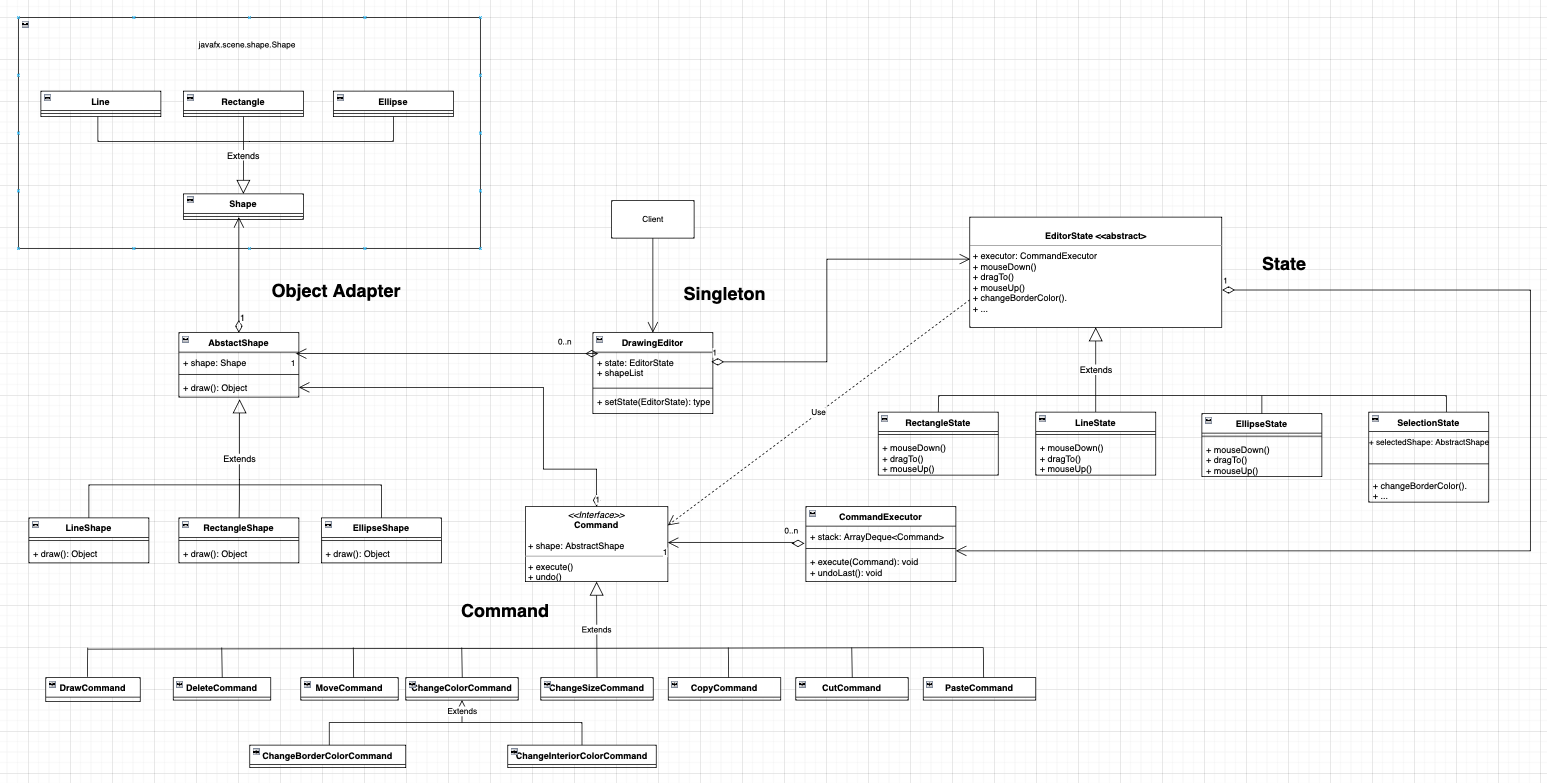 javafx.scene.shape.Shape
Line
Rectangle
Ellipse
Extends
Shape
Client
EditorState <<abstract>>
+ executor: CommandExecutor
+ mouseDown()
+ dragTo()
+ mouseUp()
+ changeBorderColor().
+ ...
State
1
Object Adapter
Singleton
1
AbstactShape
+ shape: Shape
1
+ draw(): Object
0..n
DrawingEditor
1
+ state: EditorState
+ shapeList
+ setState(EditorState): type
Extends
Use
RectangleState
+ mouseDown()
+ dragTo()
+ mouseUp()
LineState
+ mouseDown()
+ dragTo()
+ mouseUp()
EllipseState
+ mouseDown()
+ dragTo()
+ mouseUp()
SelectionState
+ selectedShape: AbstractShape
+ changeBorderColor().
+ ...
Extends
LineShape
+ draw(): Object
RectangleShape
+ draw(): Object
EllipseShape
+ draw(): Object
1
<<Interface>>
Command
+ shape: AbstractShape
1
+ execute()
+ undo()
0..n
CommandExecutor
+ stack: ArrayDeque<Command>
+ execute(Command): void
+ undoLast(): void
Command
Extends
DrawCommand
DeleteCommand
MoveCommand
ChangeColorCommand
ChangeSizeCommand
CopyCommand
CutCommand
PasteCommand
Extends
ChangeBorderColorCommand
ChangeInteriorColorCommand